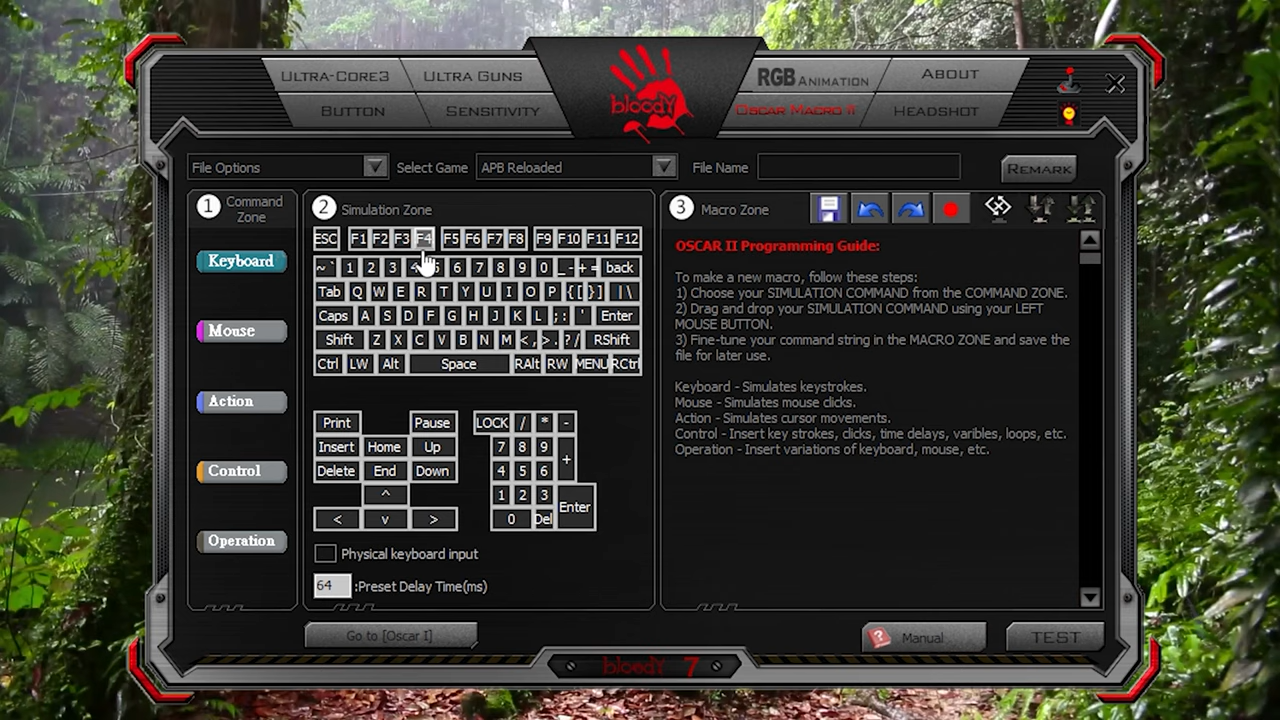 ULTRA-CORE3
ULTRA GUNS
bloody
RGB ANIMATION
ABOUT
BUTTON
SENSITIVITY
OSCAR MACRO II
HEADSHOT
File Options
Select Game
APB Reloaded
File Name
REMARK
1 Command Zone
2 Simulation Zone
3 Macro Zone
Keyboard
Mouse
Action
Control
Operation
ESC F1 F2 F3 F4 F5 F6 F7 F8 F9 F10 F11 F12
~ ` 1 2 3 6 7 8 9 0 _ - + = back
Tab Q W E R T Y U I O P { [ } ] | \
Caps A S D F G H J K L ; : ' Enter
Shift Z X C V B N M < , > . ? / RShift
Ctrl LW Alt Space RAlt RW MENU RCtrl
Print Pause LOCK / * -
Insert Home Up 7 8 9 +
Delete End Down 4 5 6
^ 1 2 3 Enter
< v > 0 Del
Physical keyboard input
64 :Preset Delay Time(ms)
OSCAR II Programming Guide:
To make a new macro, follow these steps:
1) Choose your SIMULATION COMMAND from the COMMAND ZONE.
2) Drag and drop your SIMULATION COMMAND using your LEFT
MOUSE BUTTON.
3) Fine-tune your command string in the MACRO ZONE and save the
file for later use.
Keyboard - Simulates keystrokes.
Mouse - Simulates mouse clicks.
Action - Simulates cursor movements.
Control - Insert key strokes, clicks, time delays, varibles, loops, etc.
Operation - Insert variations of keyboard, mouse, etc.
Go to [Oscar I]
? Manual
TEST
bloody 7